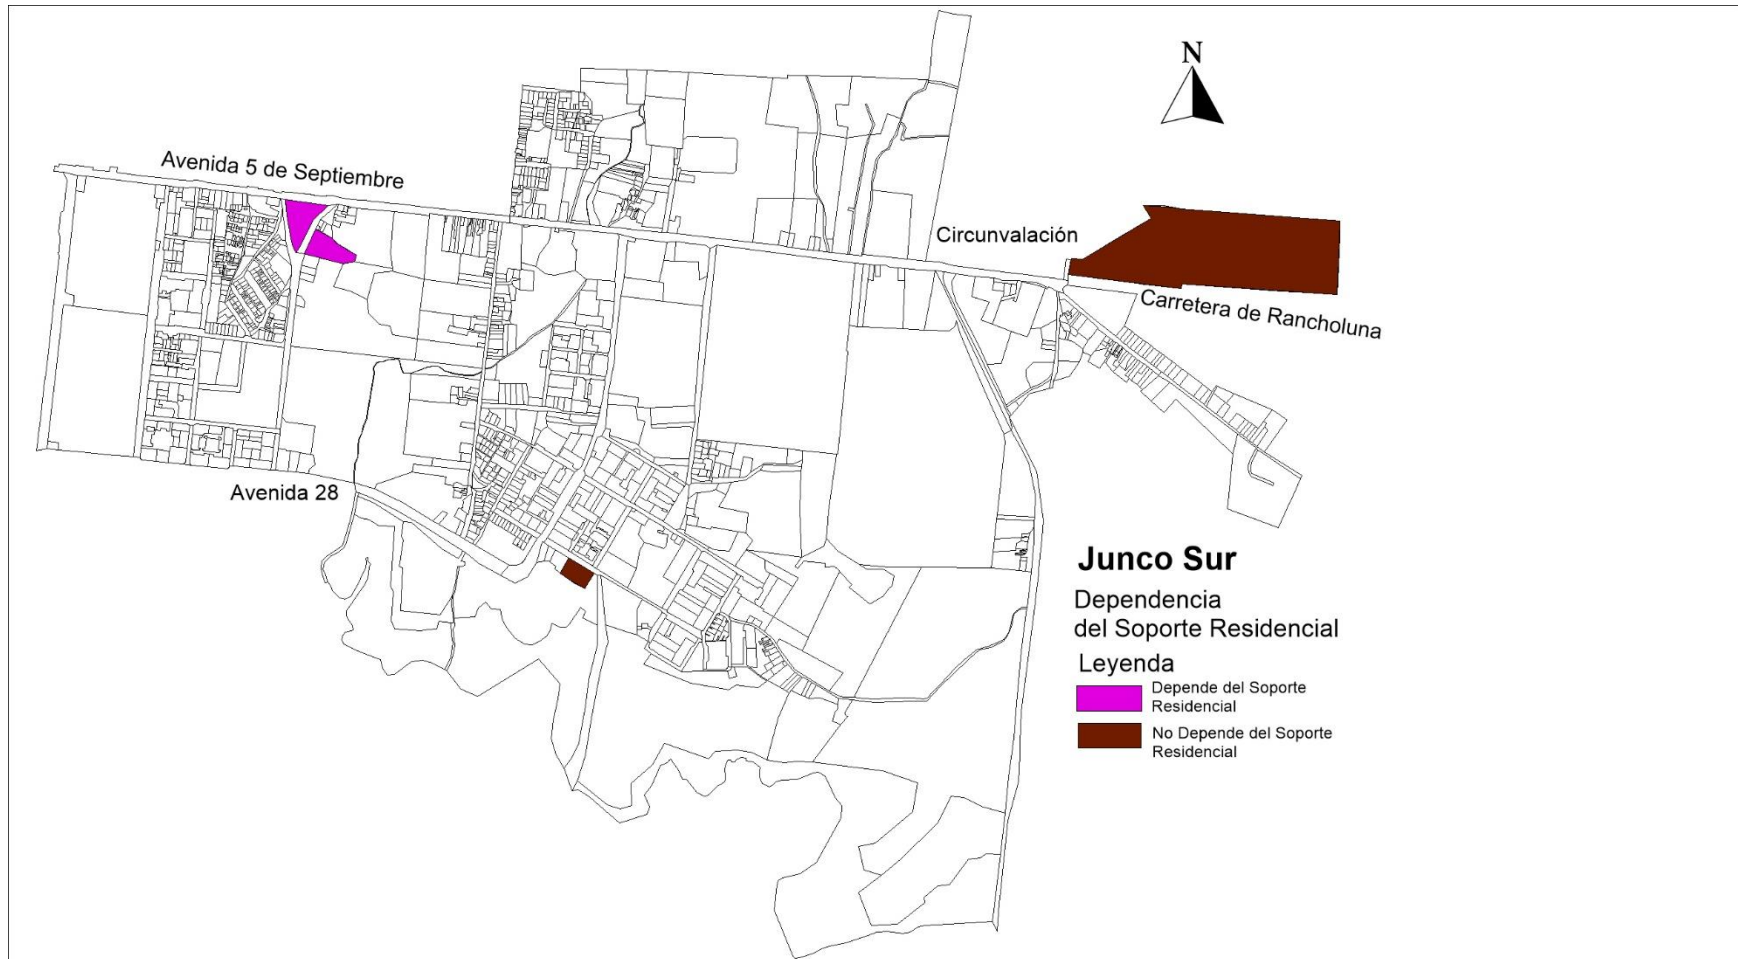 N
Avenida 5 de Septiembre
Circunvalación
Carretera de Rancholuna
Avenida 28
Junco Sur
Dependencia
del Soporte Residencial
Leyenda
Depende del Soporte
Residencial
No Depende del Soporte
Residencial